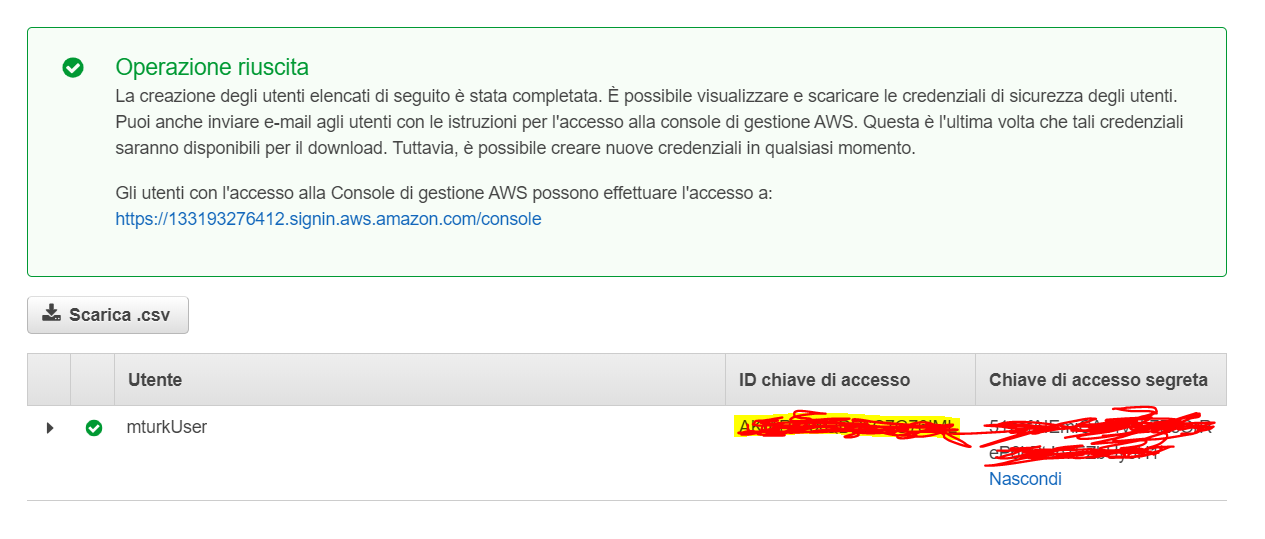 Operazione riuscita
La creazione degli utenti elencati di seguito è stata completata. È possibile visualizzare e scaricare le credenziali di sicurezza degli utenti.
Puoi anche inviare e-mail agli utenti con le istruzioni per l'accesso alla console di gestione AWS. Questa è l'ultima volta che tali credenziali
saranno disponibili per il download. Tuttavia, è possibile creare nuove credenziali in qualsiasi momento.
Gli utenti con l'accesso alla Console di gestione AWS possono effettuare l'accesso a:
https://133193276412.signin.aws.amazon.com/console
Scarica .csv
Utente ID chiave di accesso Chiave di accesso segreta
mturkUser
Nascondi